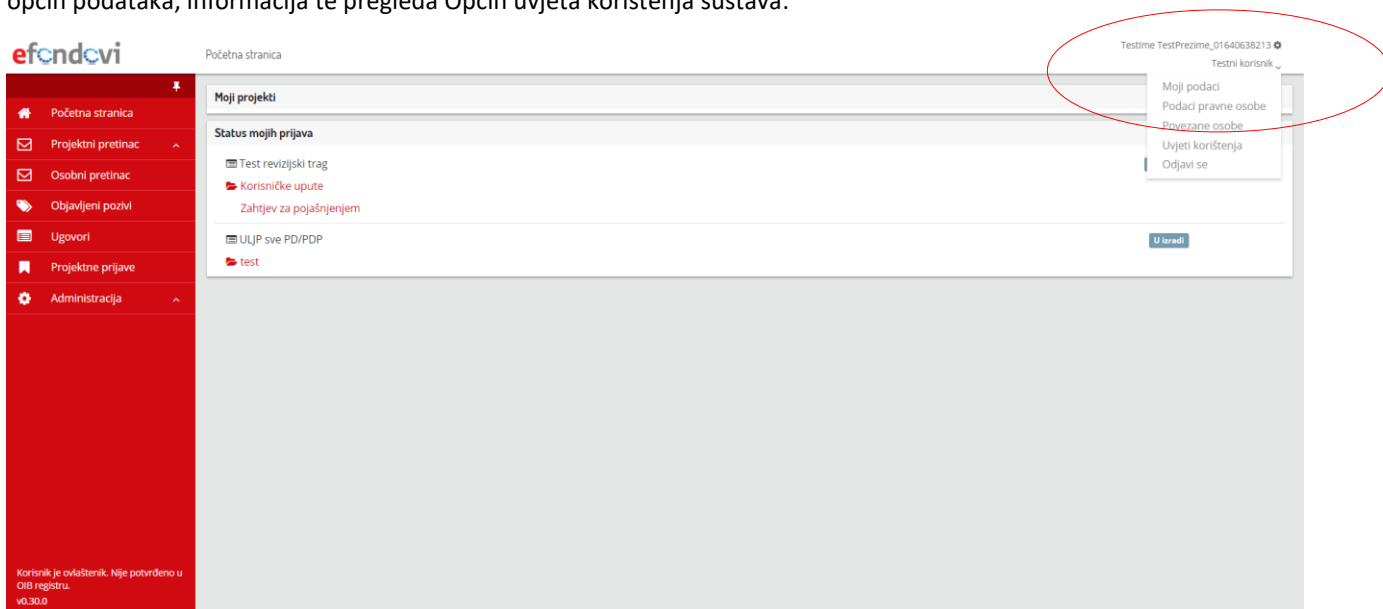 općih podataka, informacija te pregleda Općih uvjeta korištenja sustava.
efondovi
Početna stranica
Testime TestPrezime_01640638213
Testni korisnik
Moji podaci
Podaci pravne osobe
Povezane osobe
Uvjeti korištenja
Odjavi se
Početna stranica
Projektni pretinac
Osobni pretinac
Objavljeni pozivi
Ugovori
Projektne prijave
Administracija
Moji projekti
Status mojih prijava
Test revizijski trag
Korisničke upute
Zahtjev za pojašnjenjem
ULJP sve PD/PDP
U izradi
test
Korisnik je ovlaštenik. Nije potvrđeno u
OIB registru.
v0.30.0